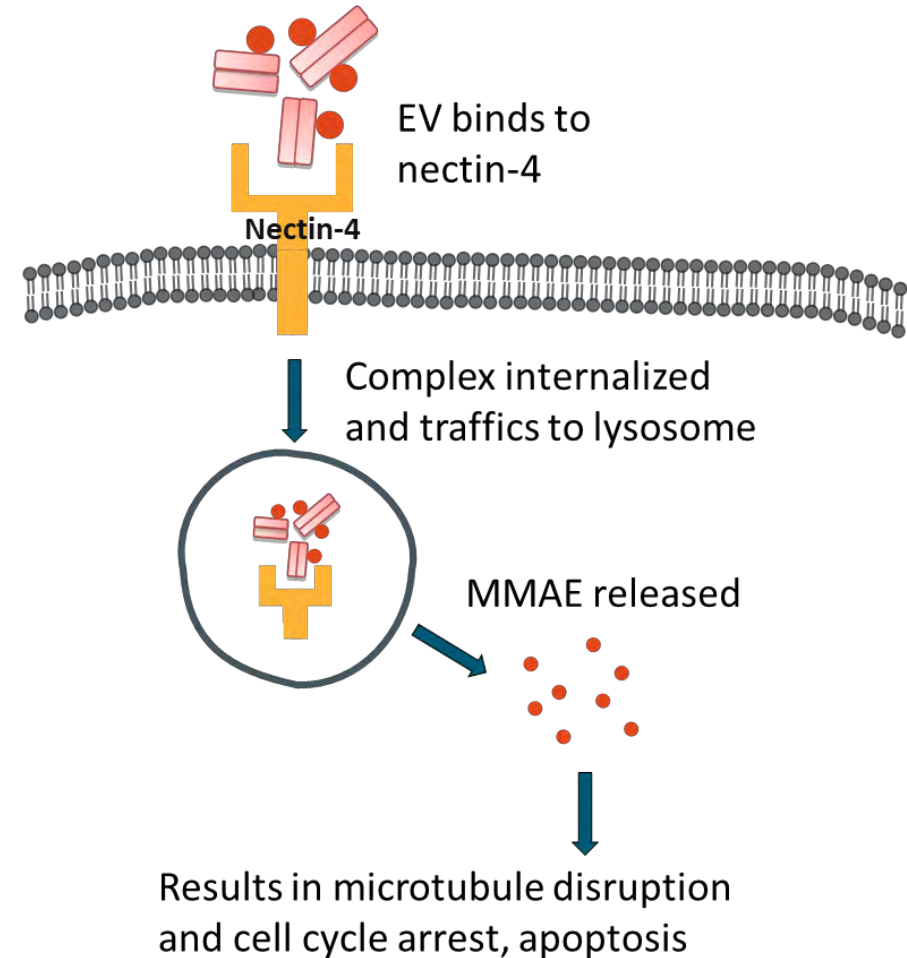 EV binds to
nectin-4
Nectin-4
Complex internalized
and traffics to lysosome
MMAE released
Results in microtubule disruption
and cell cycle arrest, apoptosis